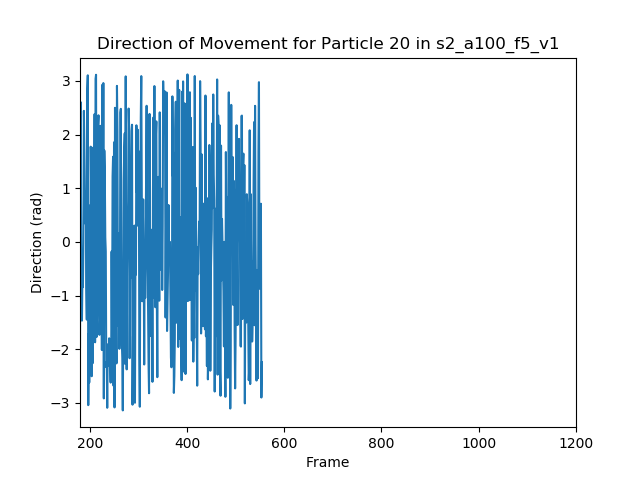 Direction of Movement for Particle 20 in s2_a100_f5_v1
3
2
1
0
−1
−2
−3
Direction (rad)
200 400 600 800 1000 1200
Frame